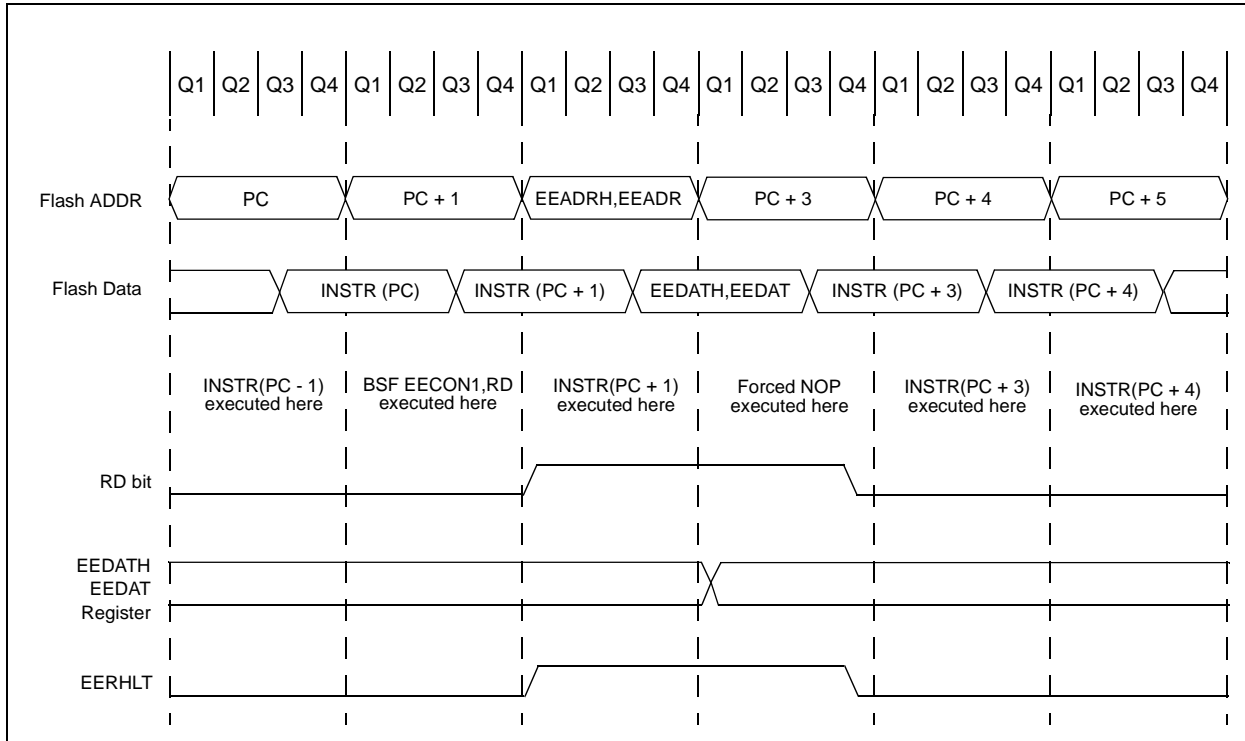 Q1 Q2 Q3 Q4 Q1 Q2 Q3 Q4 Q1 Q2 Q3 Q4 Q1 Q2 Q3 Q4 Q1 Q2 Q3 Q4 Q1 Q2 Q3 Q4
Flash ADDR PC PC + 1 EEADRH,EEADR PC + 3 PC + 4 PC + 5
Flash Data INSTR (PC) INSTR (PC + 1) EEDATH,EEDAT INSTR (PC + 3) INSTR (PC + 4)
INSTR(PC - 1)
executed here
BSF EECON1,RD
executed here
INSTR(PC + 1)
executed here
Forced NOP
executed here
INSTR(PC + 3)
executed here
INSTR(PC + 4)
executed here
RD bit
EEDATH
EEDAT
Register
EERHLT